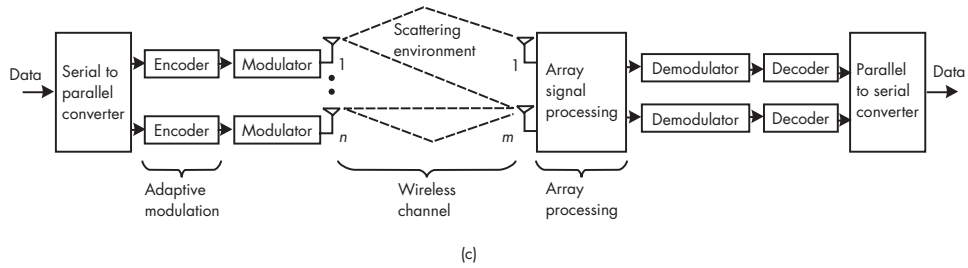 Data
Serial to
parallel
converter
Encoder
Modulator
1
Encoder
Modulator
n
Scattering
environment
1
m
Array
signal
processing
Demodulator
Decoder
Demodulator
Decoder
Parallel
to serial
converter
Data
Adaptive
modulation
Wireless
channel
Array
processing
(c)